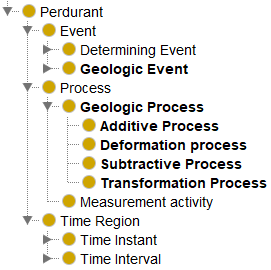 Perdurant
Event
Determining Event
Geologic Event
Process
Geologic Process
Additive Process
Deformation process
Subtractive Process
Transformation Process
Measurement activity
Time Region
Time Instant
Time Interval